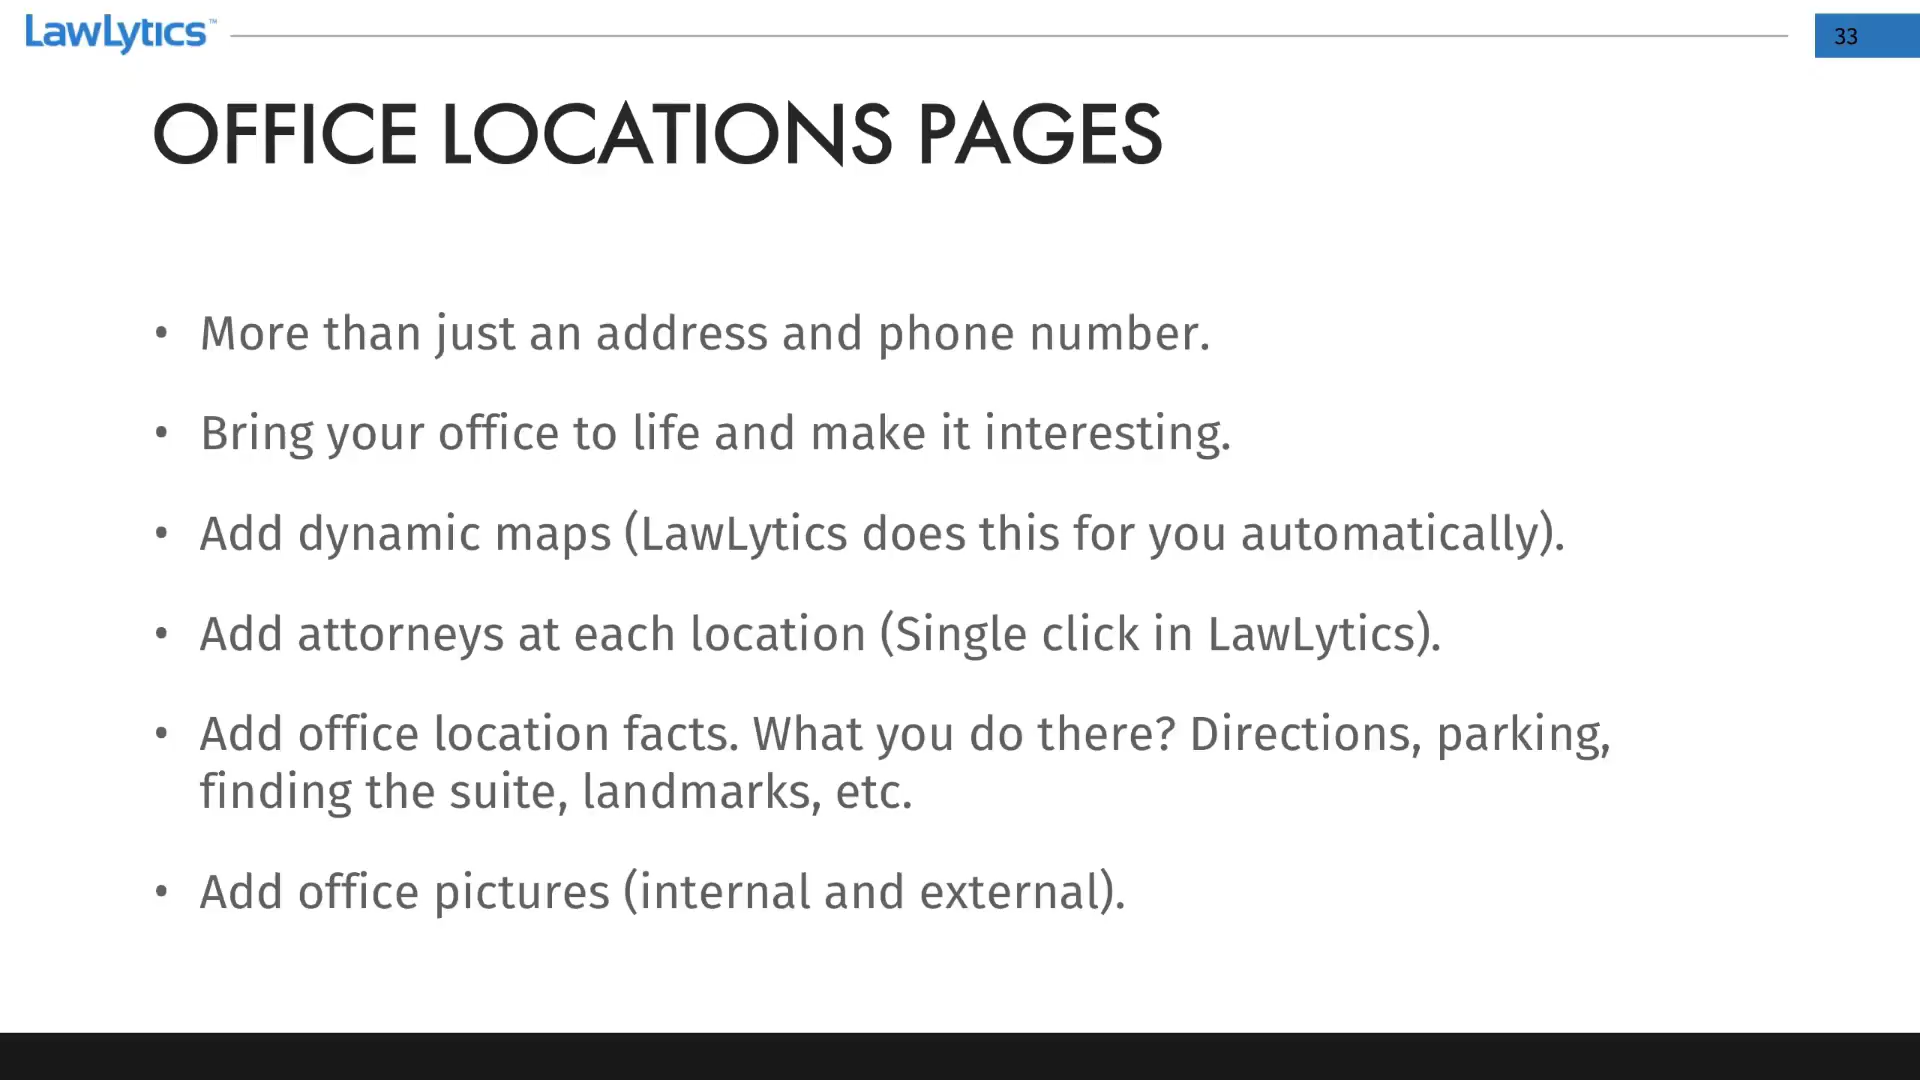 LawLytics™
33
OFFICE LOCATIONS PAGES
• More than just an address and phone number.
• Bring your office to life and make it interesting.
• Add dynamic maps (LawLytics does this for you automatically).
• Add attorneys at each location (Single click in LawLytics).
• Add office location facts. What you do there? Directions, parking,
finding the suite, landmarks, etc.
• Add office pictures (internal and external).